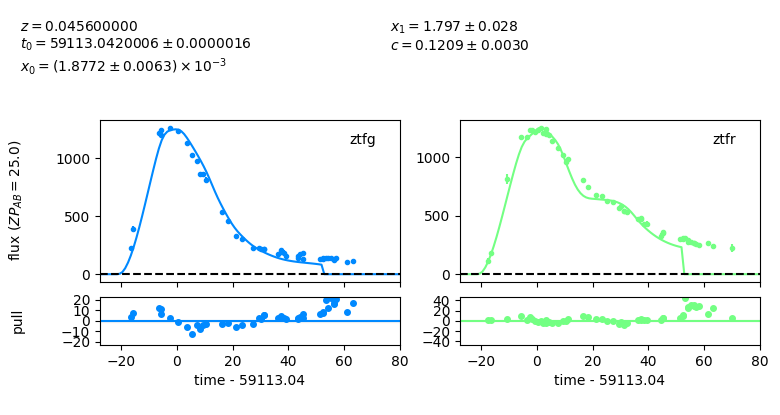 z = 0.045600000
t₀ = 59113.0420006 ± 0.0000016
x₀ = (1.8772 ± 0.0063) × 10⁻³
x₁ = 1.797 ± 0.028
c = 0.1209 ± 0.0030
flux (ZP_AB = 25.0)
1000
500
0
ztfg
1000
500
0
ztfr
pull
20
10
0
−10
−20
−20
0
20
40
60
80
time - 59113.04
40
20
0
−20
−40
−20
0
20
40
60
80
time - 59113.04